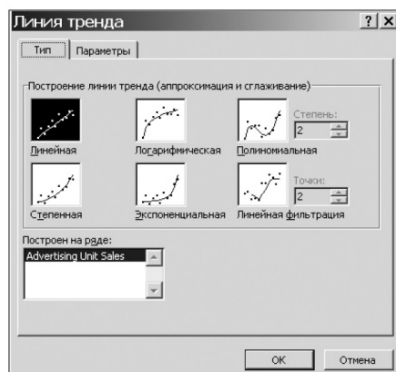 Линия тренда
Тип
Параметры
Построение линии тренда (аппроксимация и сглаживание)
Степень:
2
Линейная
Логарифмическая
Полиномиальная
Точки:
2
Степенная
Экспоненциальная
Линейная фильтрация
Построен на ряде:
Advertising Unit Sales
ОК
Отмена